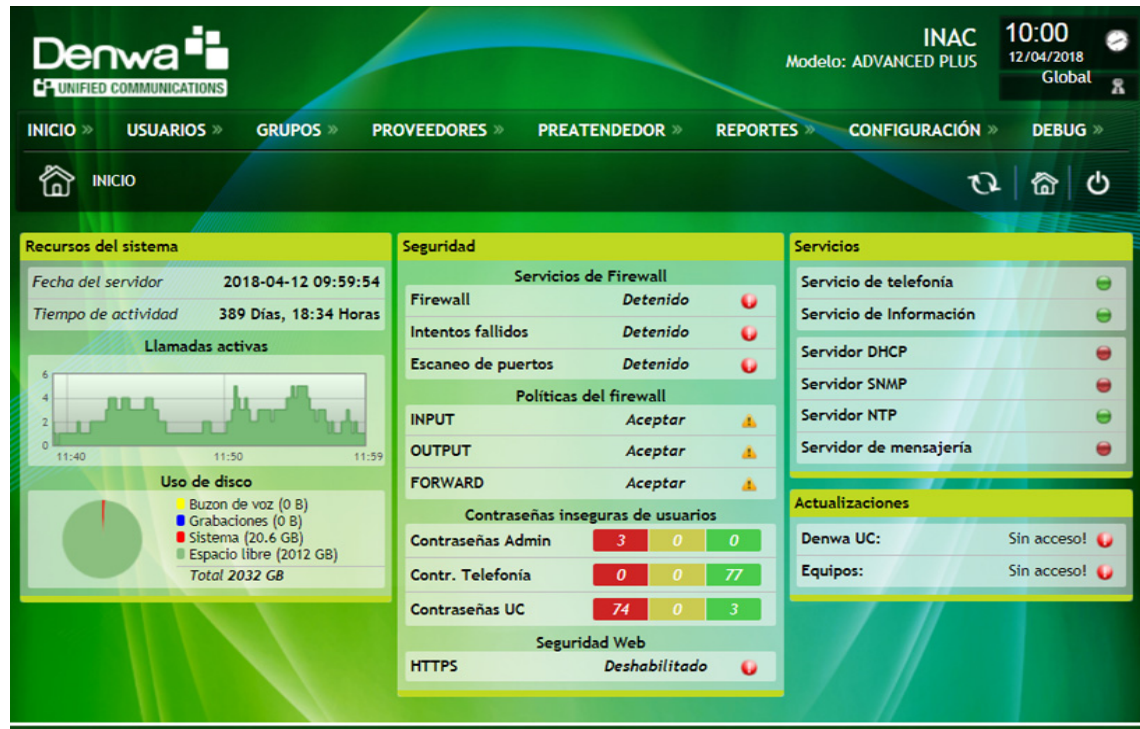 Denwa
UNIFIED COMMUNICATIONS
INAC
Modelo: ADVANCED PLUS
10:00
12/04/2018
Global
INICIO » USUARIOS » GRUPOS » PROVEEDORES » PREATENDEDOR » REPORTES » CONFIGURACIÓN » DEBUG »
INICIO
Recursos del sistema
Fecha del servidor 2018-04-12 09:59:54
Tiempo de actividad 389 Días, 18:34 Horas
Llamadas activas
6
4
2
0
11:40 11:50 11:59
Uso de disco
Buzon de voz (0 B)
Grabaciones (0 B)
Sistema (20.6 GB)
Espacio libre (2012 GB)
Total 2032 GB
Seguridad
Servicios de Firewall
Firewall Detenido
Intentos fallidos Detenido
Escaneo de puertos Detenido
Políticas del firewall
INPUT Aceptar
OUTPUT Aceptar
FORWARD Aceptar
Contraseñas inseguras de usuarios
Contraseñas Admin 3 0 0
Contr. Telefonía 0 0 77
Contraseñas UC 74 0 3
Seguridad Web
HTTPS Deshabilitado
Servicios
Servicio de telefonía
Servicio de Información
Servidor DHCP
Servidor SNMP
Servidor NTP
Servidor de mensajería
Actualizaciones
Denwa UC: Sin acceso!
Equipos: Sin acceso!